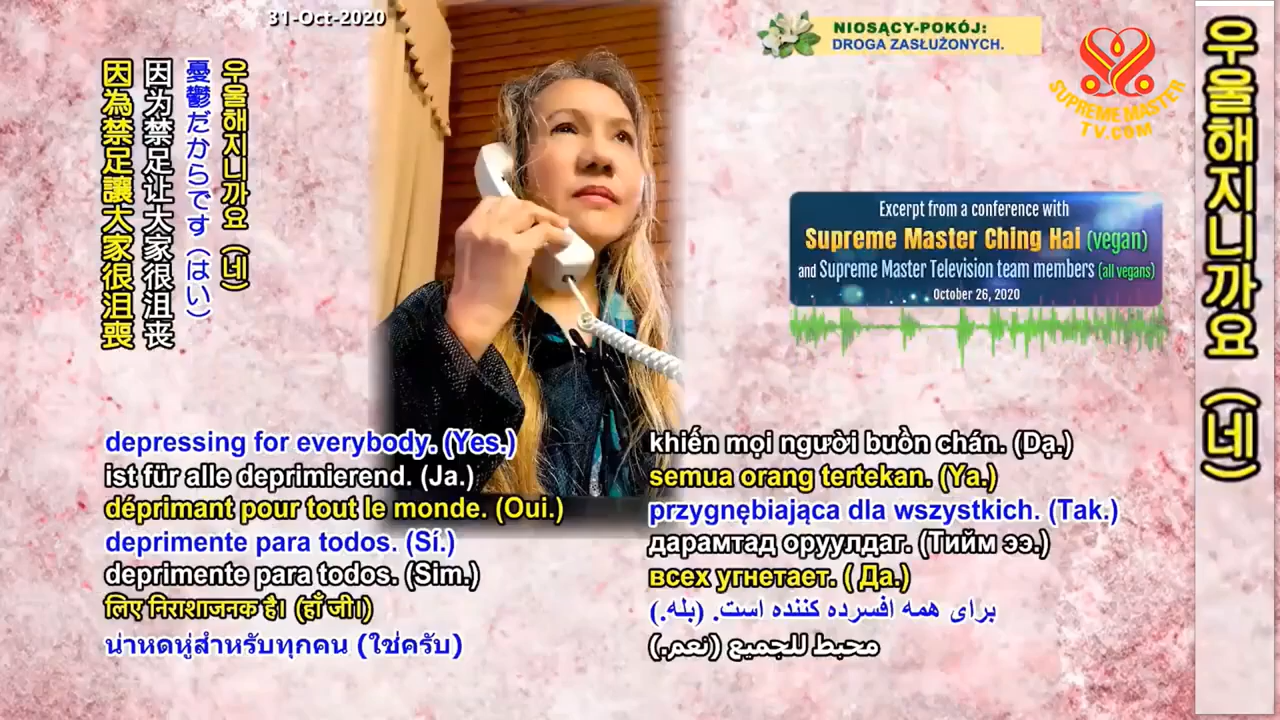 31-Oct-2020
NIOSĄCY-POKÓJ:
DROGA ZASŁUŻONYCH.
SUPREME MASTER
TV.COM
우울해지니까요 (네)
憂鬱だからです (はい)
因为禁足让大家很沮丧
因為禁足讓大家很沮喪
우울해지니까요 (네)
Excerpt from a conference with
Supreme Master Ching Hai (vegan)
and Supreme Master Television team members (all vegans)
October 26, 2020
depressing for everybody. (Yes.)
ist für alle deprimierend. (Ja.)
déprimant pour tout le monde. (Oui.)
deprimente para todos. (Sí.)
deprimente para todos. (Sim.)
लिए निराशाजनक है। (हाँ जी।)
น่าหดหู่สำหรับทุกคน (ใช่ครับ)
khiến mọi người buồn chán. (Dạ.)
semua orang tertekan. (Ya.)
przygnębiająca dla wszystkich. (Tak.)
дарамтад оруулдаг. (Тийм ээ.)
всех угнетает. ( Да.)
برای همه افسرده کننده است. (بله.)
محبط للجميع (نعم.)